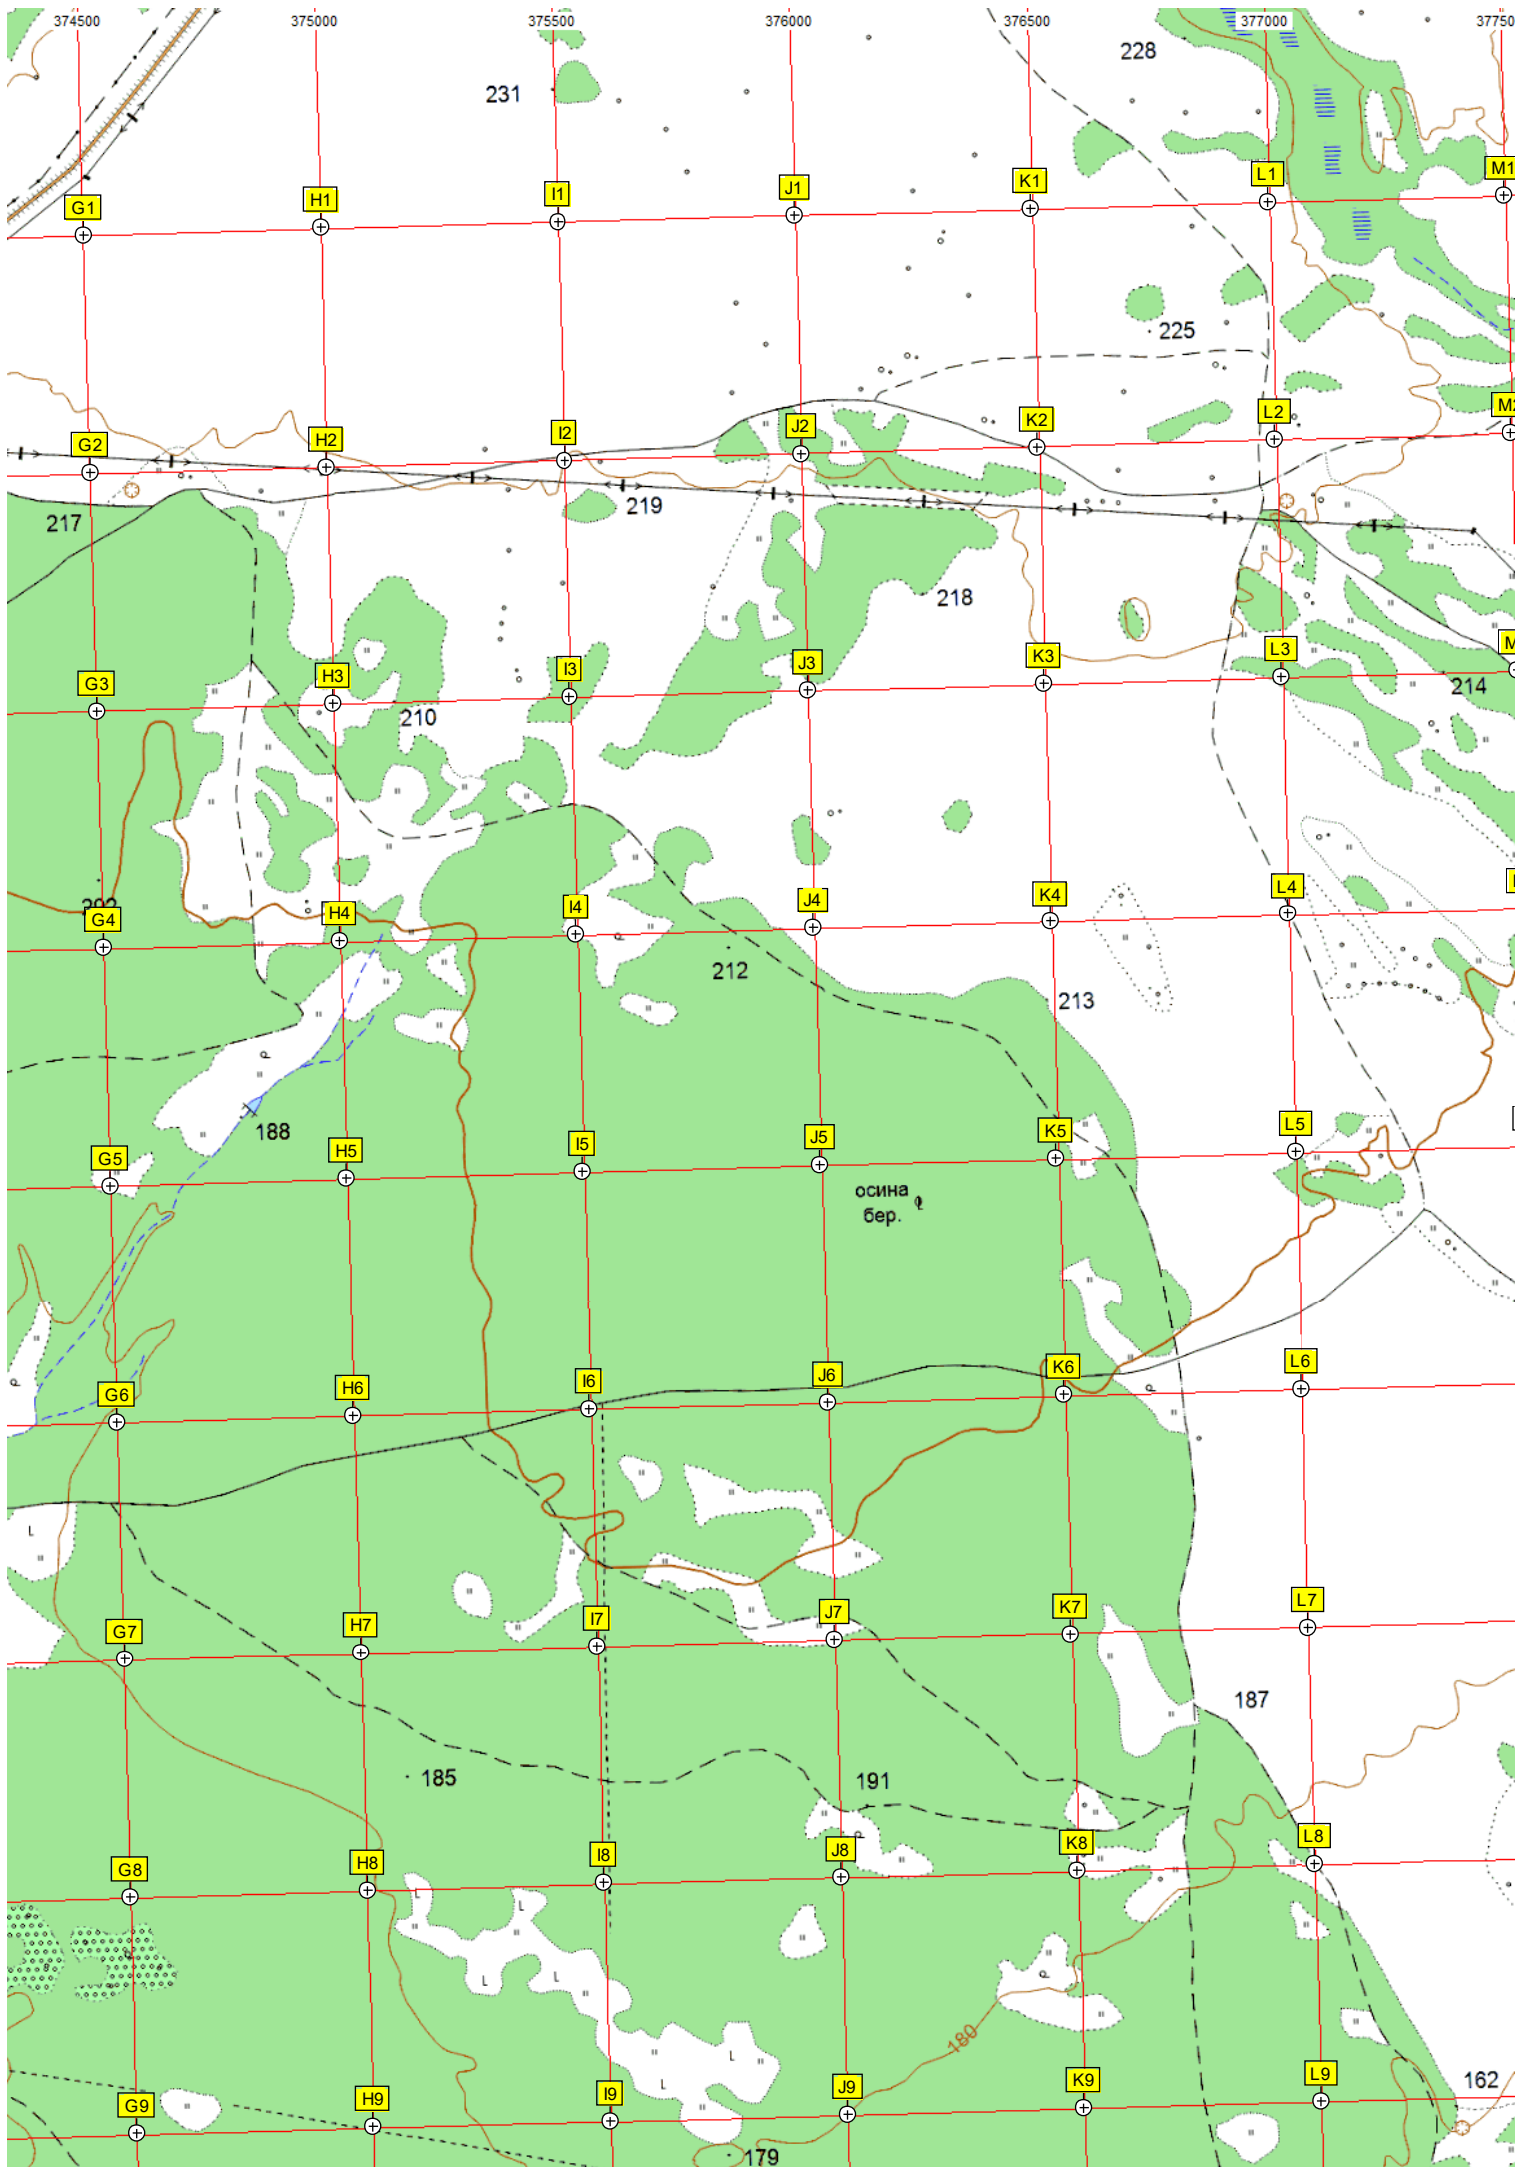 374500 375000 375500 376000 376500 377000 37750
228
231
G1 H1 I1 J1 K1 L1 M1
225
G2 H2 I2 J2 K2 L2 M2
217
219
218
G3 H3 I3 J3 K3 L3 M
210
214
G4 H4 I4 J4 K4 L4
212
213
188
G5 H5 I5 J5 K5 L5
осина
бер.
G6 H6 I6 J6 K6 L6
G7 H7 I7 J7 K7 L7
187
185
191
G8 H8 I8 J8 K8 L8
180
G9 H9 I9 J9 K9 L9
162
179